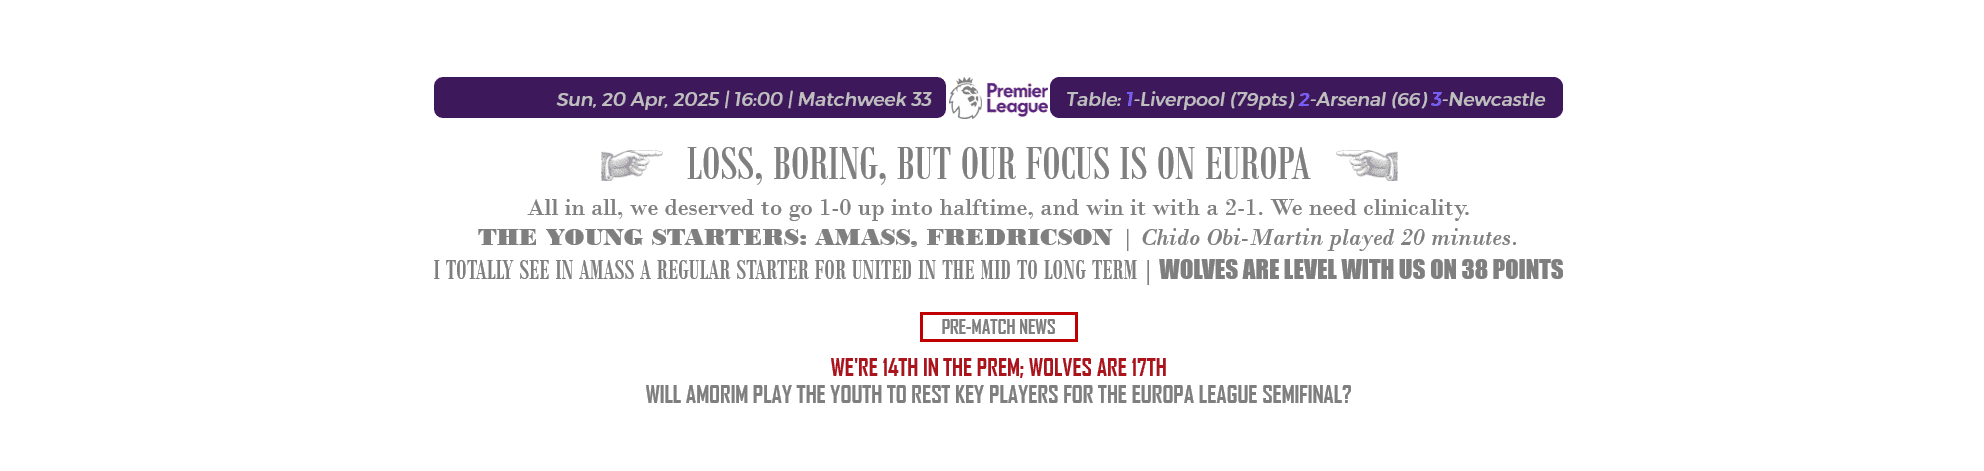 Sun, 20 Apr, 2025 | 16:00 | Matchweek 33
Premier
League
Table: 1-Liverpool (79pts) 2-Arsenal (66) 3-Newcastle
LOSS, BORING, BUT OUR FOCUS IS ON EUROPA
All in all, we deserved to go 1-0 up into halftime, and win it with a 2-1. We need clinicality.
THE YOUNG STARTERS: AMASS, FREDRICSON | Chido Obi-Martin played 20 minutes.
I TOTALLY SEE IN AMASS A REGULAR STARTER FOR UNITED IN THE MID TO LONG TERM | WOLVES ARE LEVEL WITH US ON 38 POINTS
PRE-MATCH NEWS
WE'RE 14TH IN THE PREM; WOLVES ARE 17TH
WILL AMORIM PLAY THE YOUTH TO REST KEY PLAYERS FOR THE EUROPA LEAGUE SEMIFINAL?